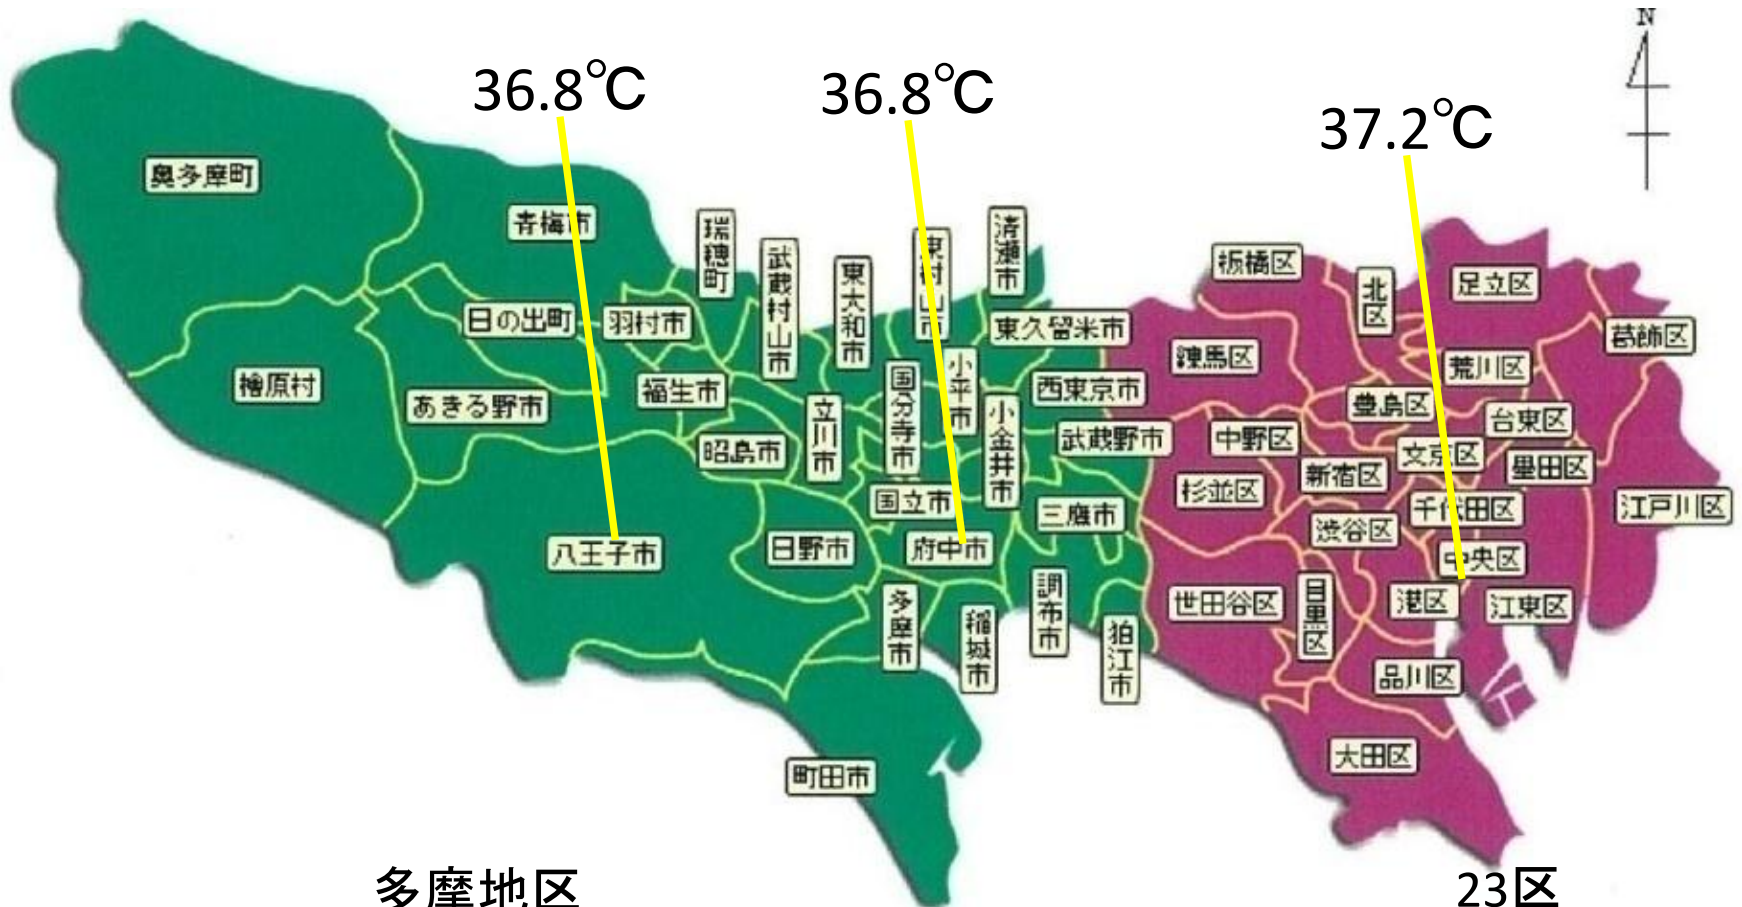 N
36.8℃
36.8℃
37.2℃
奥多摩町
青梅市
瑞穂町
武蔵村山市
東大和市
東村山市
清瀬市
板橋区
北区
足立区
日の出町
羽村市
東久留米市
練馬区
葛飾区
檜原村
あきる野市
福生市
立川市
国分寺市
小平市
小金井市
西東京市
荒川区
豊島区
台東区
昭島市
武蔵野市
中野区
文京区
墨田区
新宿区
国立市
三鷹市
杉並区
千代田区
江戸川区
渋谷区
八王子市
日野市
府中市
中央区
多摩市
稲城市
調布市
狛江市
世田谷区
目黒区
港区
江東区
品川区
町田市
大田区
多摩地区
23区